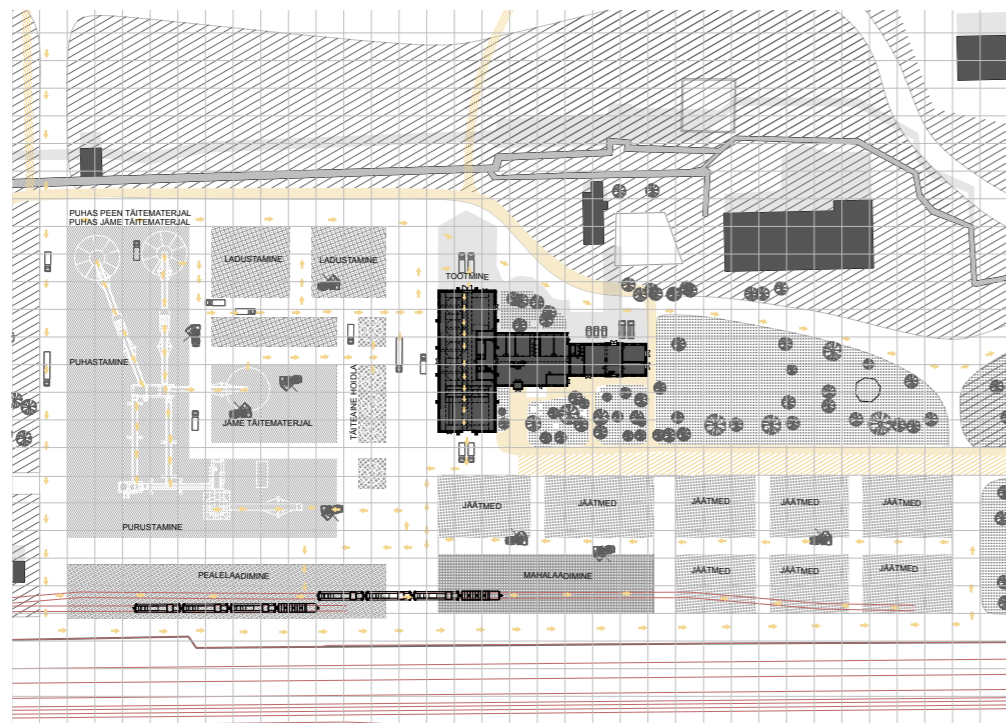 PUHAS PEEN TÄITEMATERJAL
PUHAS JÄME TÄITEMATERJAL
LADUSTAMINE
LADUSTAMINE
TOOTMINE
PUHASTAMINE
TÄITEAINE HOIDLA
JÄME TÄITEMATERJAL
PURUSTAMINE
JÄÄTMED
JÄÄTMED
JÄÄTMED
JÄÄTMED
JÄÄTMED
PEALELAADIMINE
MAHALAADIMINE
JÄÄTMED
JÄÄTMED
JÄÄTMED